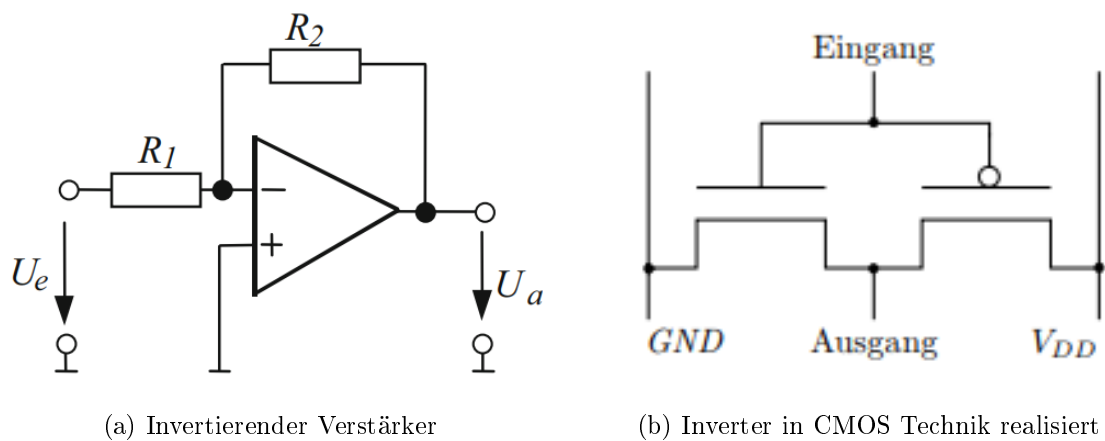 R2
R1
−
+
Ue
Ua
(a) Invertierender Verstärker
Eingang
GND
Ausgang
VDD
(b) Inverter in CMOS Technik realisiert